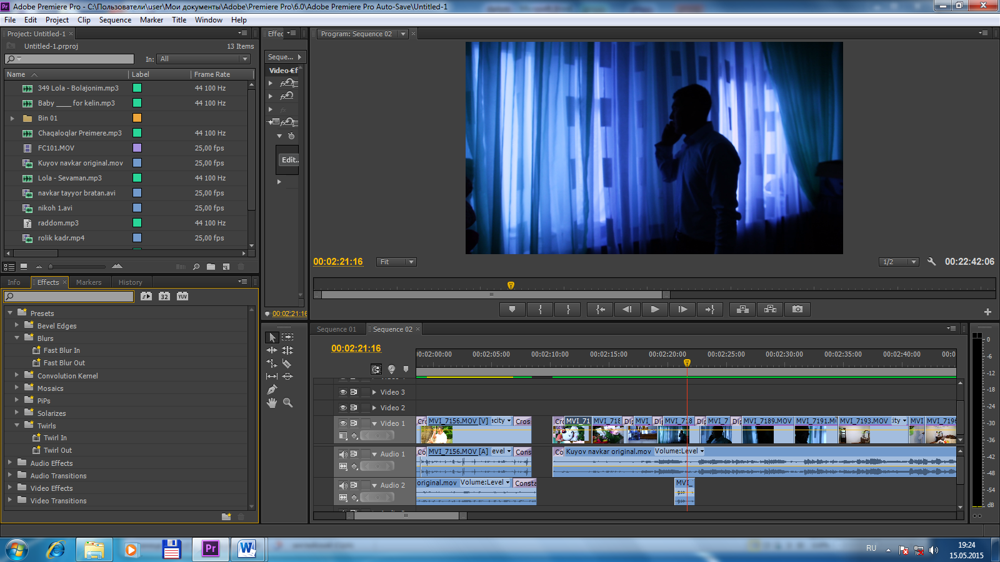 Adobe Premiere Pro - C:\Пользователи\user\Мои документы\Adobe\Premiere Pro\6.0\Adobe Premiere Pro Auto-Save\Untitled-1
File Edit Project Clip Sequence Marker Title Window Help
Project: Untitled-1
Untitled-1.prproj 13 Items
In: All
Name Label Frame Rate
349 Lola - Bolajonim.mp3 44 100 Hz
Baby ____ for kelin.mp3 44 100 Hz
Bin 01
Chaqaloqlar Preimere.mp3 44 100 Hz
FC101.MOV 25,00 fps
Kuyov navkar original.mov 25,00 fps
Lola - Sevaman.mp3 44 100 Hz
navkar tayyor bratan.avi 25,00 fps
nikoh 1.avi 25,00 fps
raddom.mp3 44 100 Hz
rolik kadr.mp4 25,00 fps
Effec
Seque...
Video Ef
Edit..
00:02:21:16
Program: Sequence 02
00:02:21:16 Fit 1/2 00:22:42:06
Info Effects Markers History
32 YUV
Presets
Bevel Edges
Blurs
Fast Blur In
Fast Blur Out
Convolution Kernel
Mosaics
PiPs
Solarizes
Twirls
Twirl In
Twirl Out
Audio Effects
Audio Transitions
Video Effects
Video Transitions
Sequence 01 Sequence 02
00:02:21:16
00:02:00:00 00:02:05:00 00:02:10:00 00:02:15:00 00:02:20:00 00:02:25:00 00:02:30:00 00:02:35:00 00:02:40:00 00:0
Video 3
Video 2
Video 1 Cro MVI_7156.MOV [V] acity Cros Cro MVI_71 MVI_718 Dip MVI_ Dip MVI_718 Dip MVI_7 Dip MVI_7189.MOV MVI_7191.M MVI_7193.MOV ity MVI MVI_7196
Audio 1 Co MVI_7156.MOV [A] evel Cons Co Kuyov navkar original.mov Volume:Level
Audio 2 original.mov Volume:Level Consta MVI_
0
-6
-12
-18
-24
-30
-36
-42
-48
-54
dB
Pr W RU 19:24
15.05.2015